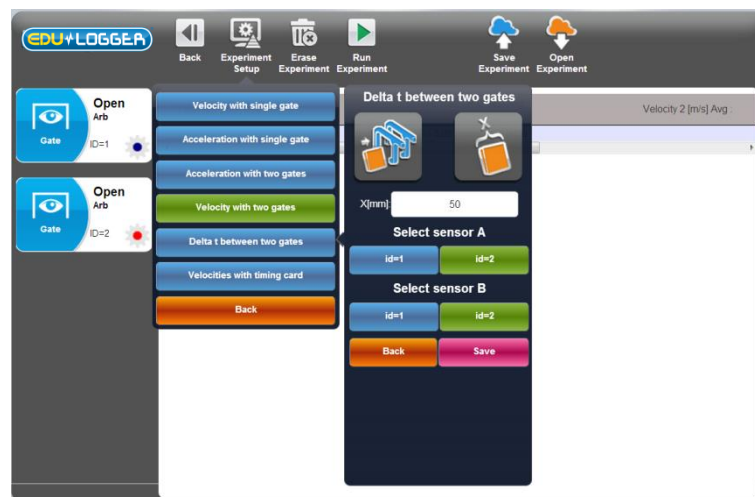 EDU LOGGER
Back
Experiment
Setup
Erase
Experiment
Run
Experiment
Save
Experiment
Open
Experiment
Gate
Open
Arb
ID=1
Gate
Open
Arb
ID=2
Velocity with single gate
Acceleration with single gate
Acceleration with two gates
Velocity with two gates
Delta t between two gates
Velocities with timing card
Back
Delta t between two gates
X
X[mm]: 50
Select sensor A
id=1 id=2
Select sensor B
id=1 id=2
Back Save
Velocity 2 [m/s] Avg :